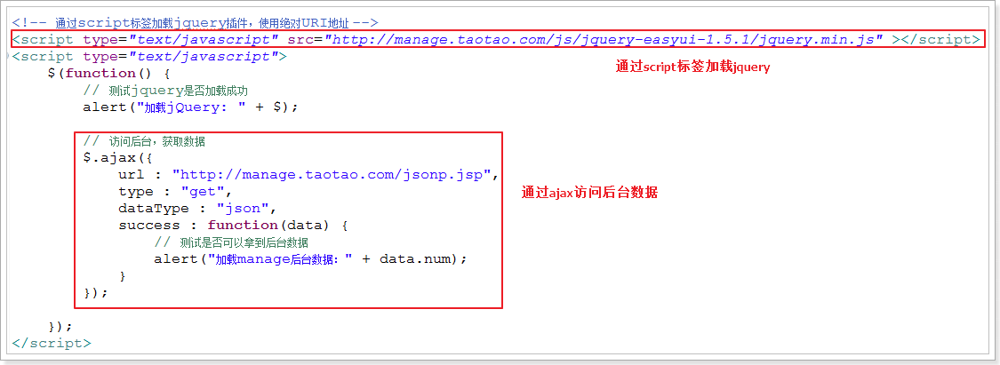 <!-- 通过script标签加载jquery插件，使用绝对URI地址 -->
<script type="text/javascript" src="http://manage.taotao.com/js/jquery-easyui-1.5.1/jquery.min.js" ></script>
<script type="text/javascript">
通过script标签加载jquery
    $(function() {
        // 测试jquery是否加载成功
        alert("加载jQuery: " + $);
        // 访问后台，获取数据
        $.ajax({
            url : "http://manage.taotao.com/jsonp.jsp",
            type : "get",
通过ajax访问后台数据
            dataType : "json",
            success : function(data) {
                // 测试是否可以拿到后台数据
                alert("加载manage后台数据：" + data.num);
            }
        });
    });
</script>